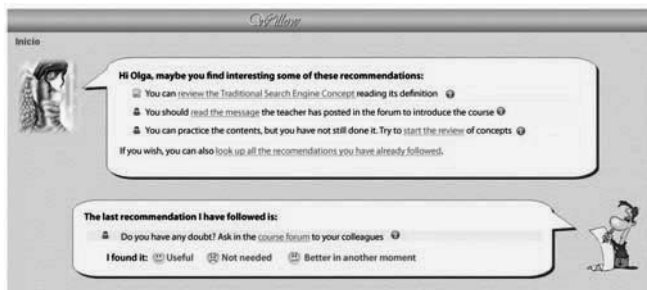 Willow
Inicio
Hi Olga, maybe you find interesting some of these recommendations:
You can review the Traditional Search Engine Concept reading its definition
You should read the message the teacher has posted in the forum to introduce the course
You can practice the contents, but you have not still done it. Try to start the review of concepts
If you wish, you can also look up all the recomendations you have already followed.
The last recommendation I have followed is:
Do you have any doubt? Ask in the course forum to your colleagues
I found it: Useful Not needed Better in another moment